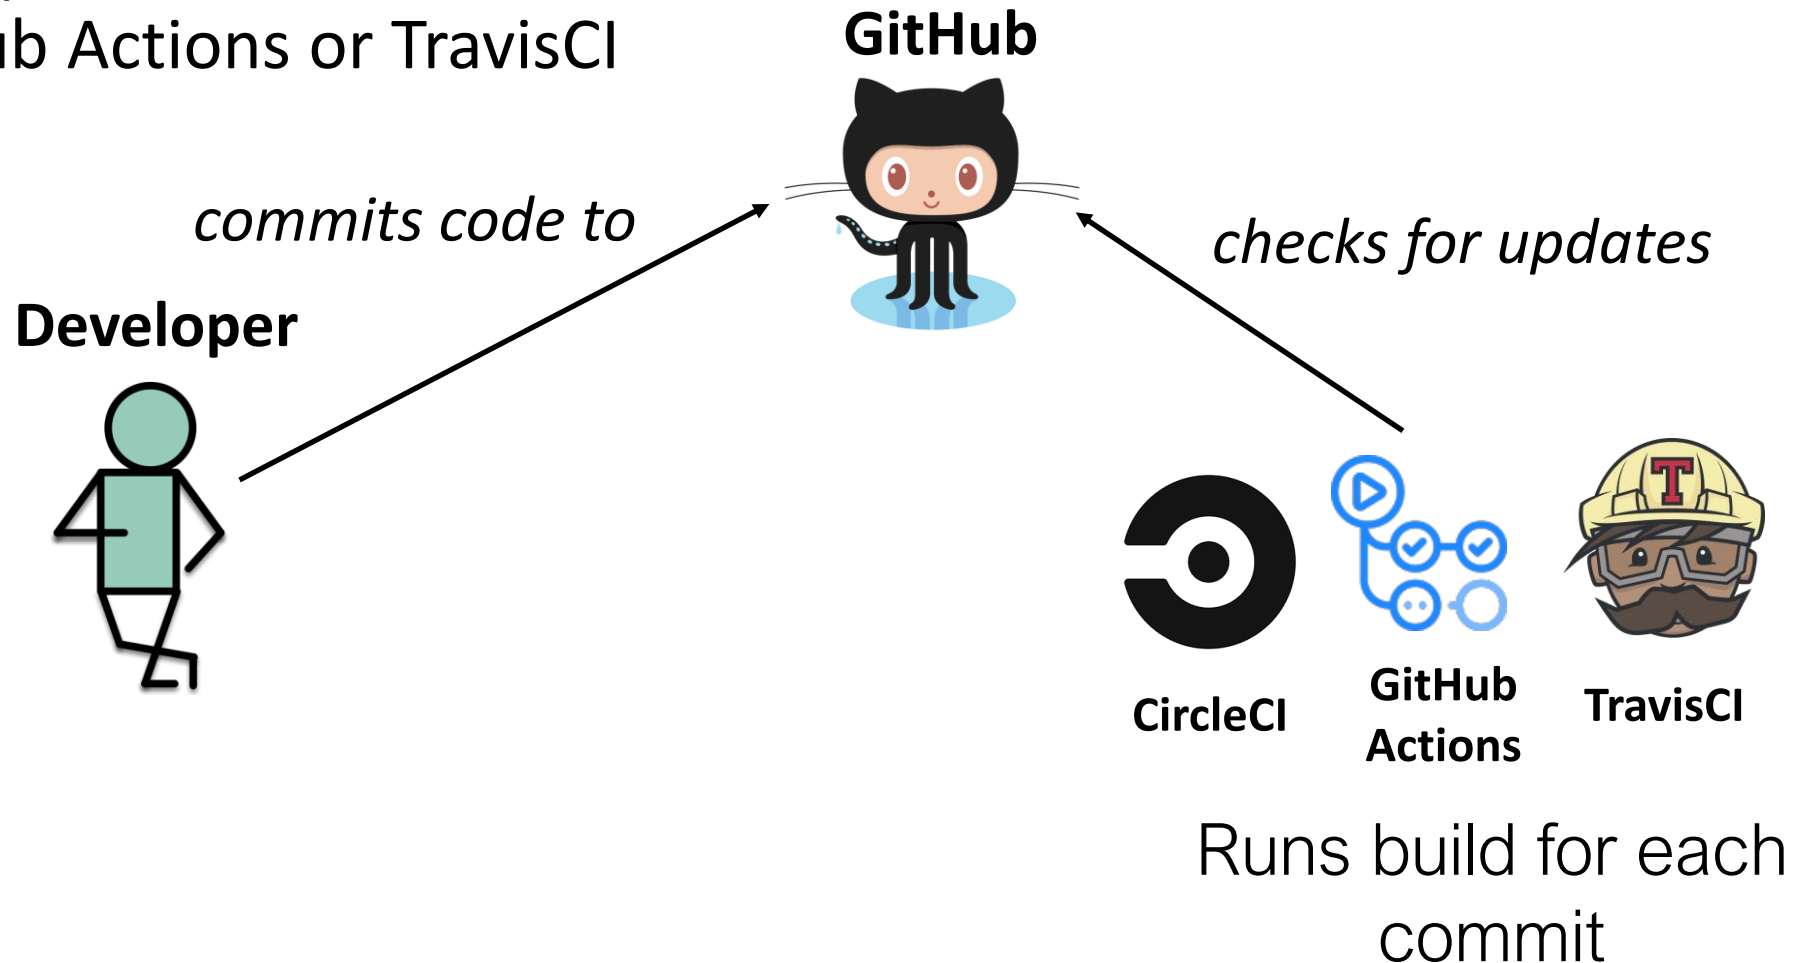 ub Actions or TravisCI
GitHub
commits code to
checks for updates
Developer
T
CircleCI
GitHub
Actions
TravisCI
Runs build for each
commit